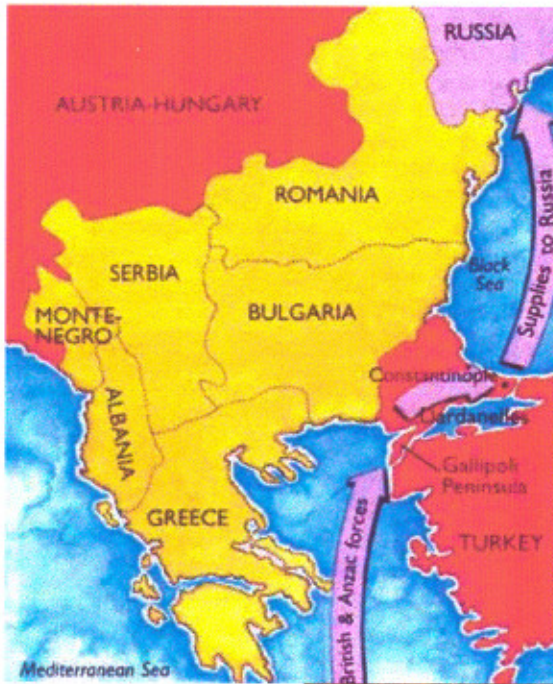 RUSSIA
AUSTRIA-HUNGARY
ROMANIA
Supplies to Russia
Black
Sea
SERBIA
MONTE-
NEGRO
BULGARIA
Constantinople
ALBANIA
Dardanelles
Gallipoli
Peninsula
GREECE
TURKEY
British & Anzac forces
Mediterranean Sea